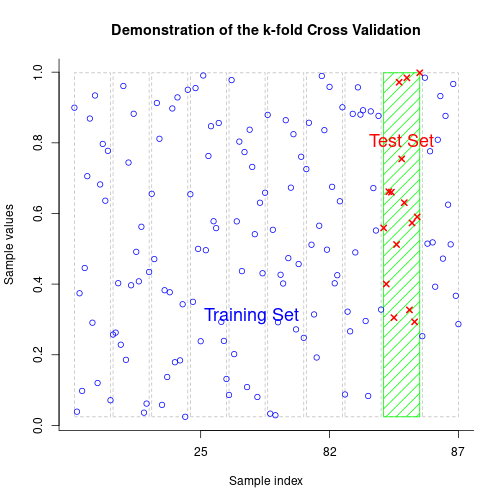 Demonstration of the k-fold Cross Validation
Sample values
1.0
0.8
0.6
0.4
0.2
0.0
Test Set
Training Set
25
82
87
Sample index